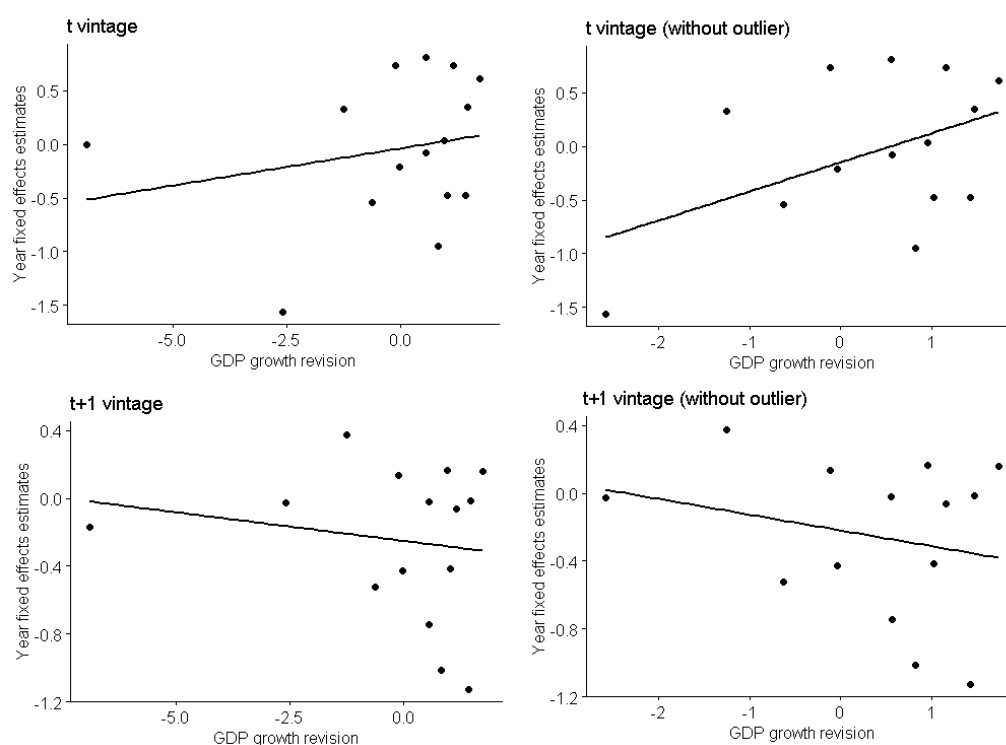 t vintage
Year fixed effects estimates
0.5
0.0
-0.5
-1.0
-1.5
-5.0 -2.5 0.0
GDP growth revision
t vintage (without outlier)
Year fixed effects estimates
0.5
0.0
-0.5
-1.0
-1.5
-2 -1 0 1
GDP growth revision
t+1 vintage
Year fixed effects estimates
0.4
0.0
-0.4
-0.8
-1.2
-5.0 -2.5 0.0
GDP growth revision
t+1 vintage (without outlier)
Year fixed effects estimates
0.4
0.0
-0.4
-0.8
-1.2
-2 -1 0 1
GDP growth revision